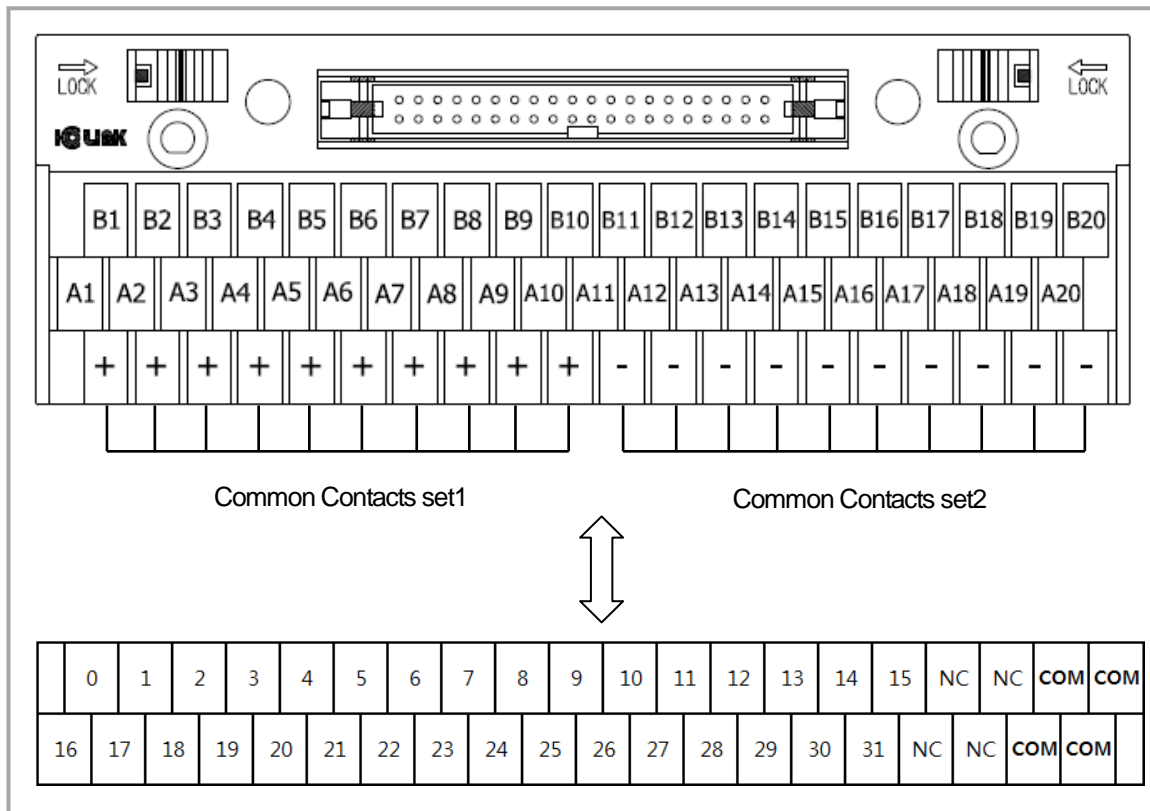 LOCK
LOCK
B1 B2 B3 B4 B5 B6 B7 B8 B9 B10 B11 B12 B13 B14 B15 B16 B17 B18 B19 B20
A1 A2 A3 A4 A5 A6 A7 A8 A9 A10 A11 A12 A13 A14 A15 A16 A17 A18 A19 A20
+ + + + + + + + + + - - - - - - - - - -
Common Contacts set1 Common Contacts set2
0 1 2 3 4 5 6 7 8 9 10 11 12 13 14 15 NC NC COM COM
16 17 18 19 20 21 22 23 24 25 26 27 28 29 30 31 NC NC COM COM